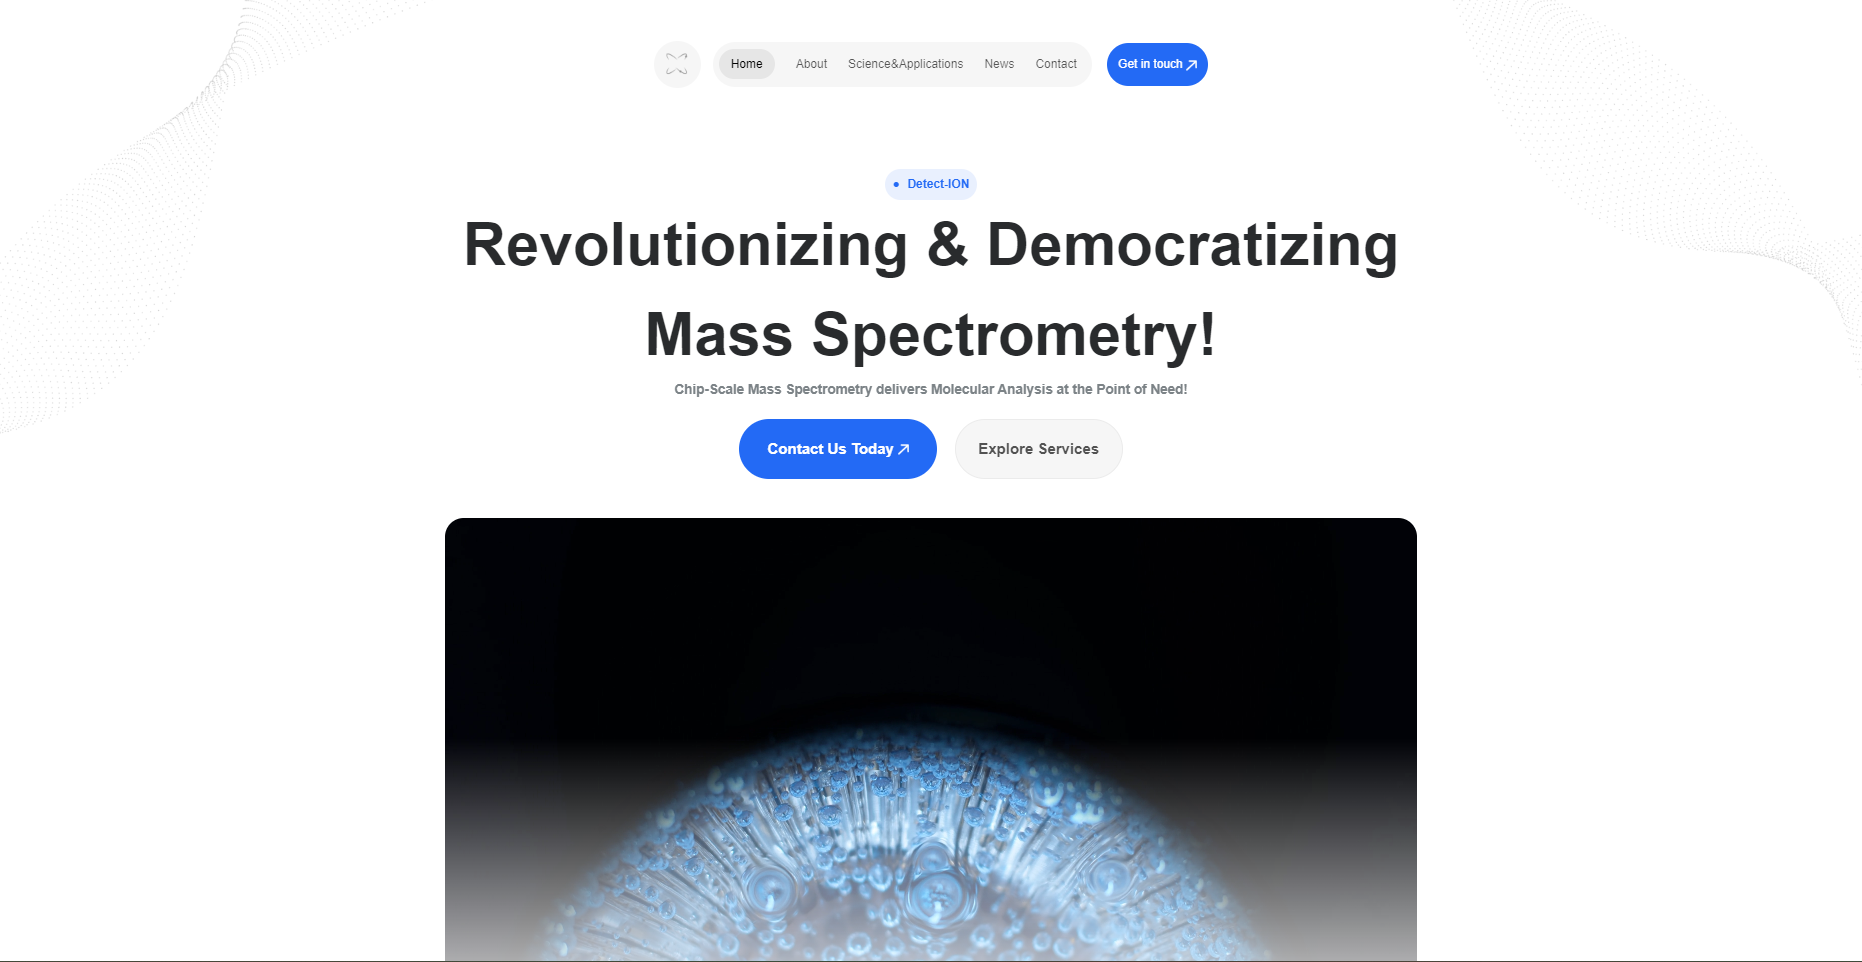 Home About Science&Applications News Contact Get in touch
Detect-ION
Revolutionizing & Democratizing
Mass Spectrometry!
Chip-Scale Mass Spectrometry delivers Molecular Analysis at the Point of Need!
Contact Us Today Explore Services